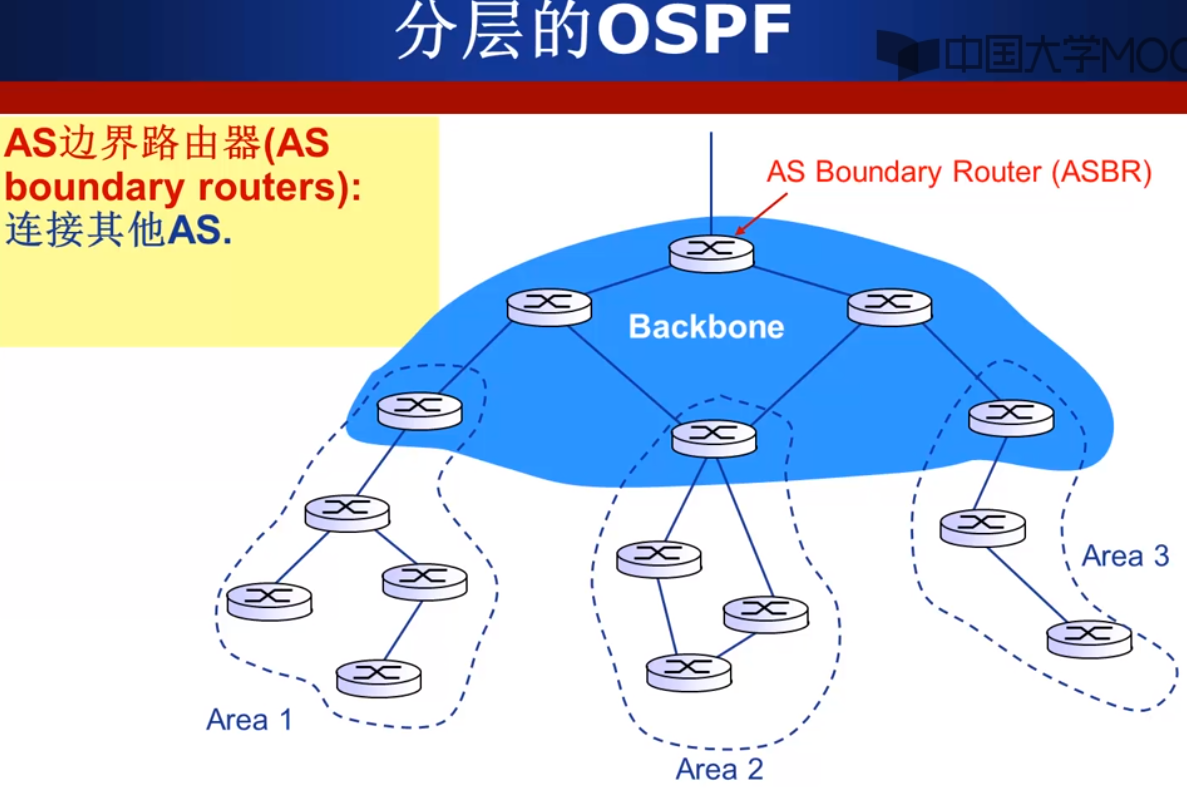 分层的OSPF
中国大学MOO
AS边界路由器(AS
boundary routers):
连接其他AS.
AS Boundary Router (ASBR)
Backbone
Area 3
Area 1
Area 2